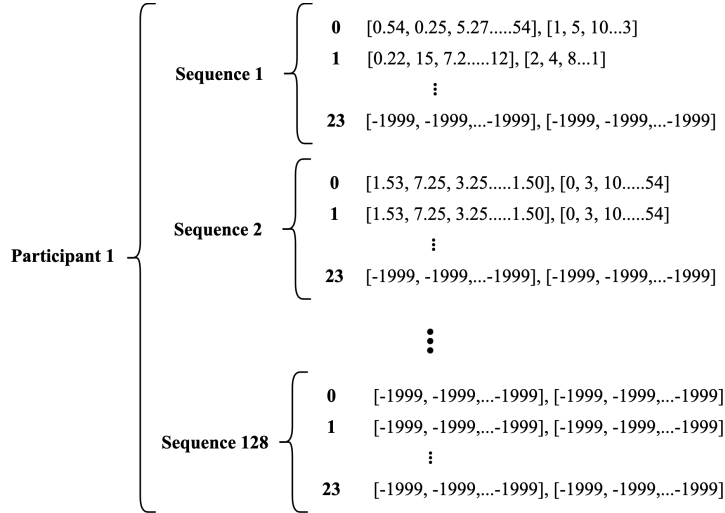 0 [0.54, 0.25, 5.27.....54], [1, 5, 10...3]
Sequence 1
1 [0.22, 15, 7.2.....12], [2, 4, 8...1]
23 [-1999, -1999,...-1999], [-1999, -1999,...-1999]
0 [1.53, 7.25, 3.25.....1.50], [0, 3, 10.....54]
1 [1.53, 7.25, 3.25.....1.50], [0, 3, 10.....54]
Sequence 2
Participant 1
23 [-1999, -1999,...-1999], [-1999, -1999,...-1999]
0 [-1999, -1999,...-1999], [-1999, -1999,...-1999]
1 [-1999, -1999,...-1999], [-1999, -1999,...-1999]
Sequence 128
23 [-1999, -1999,...-1999], [-1999, -1999,...-1999]